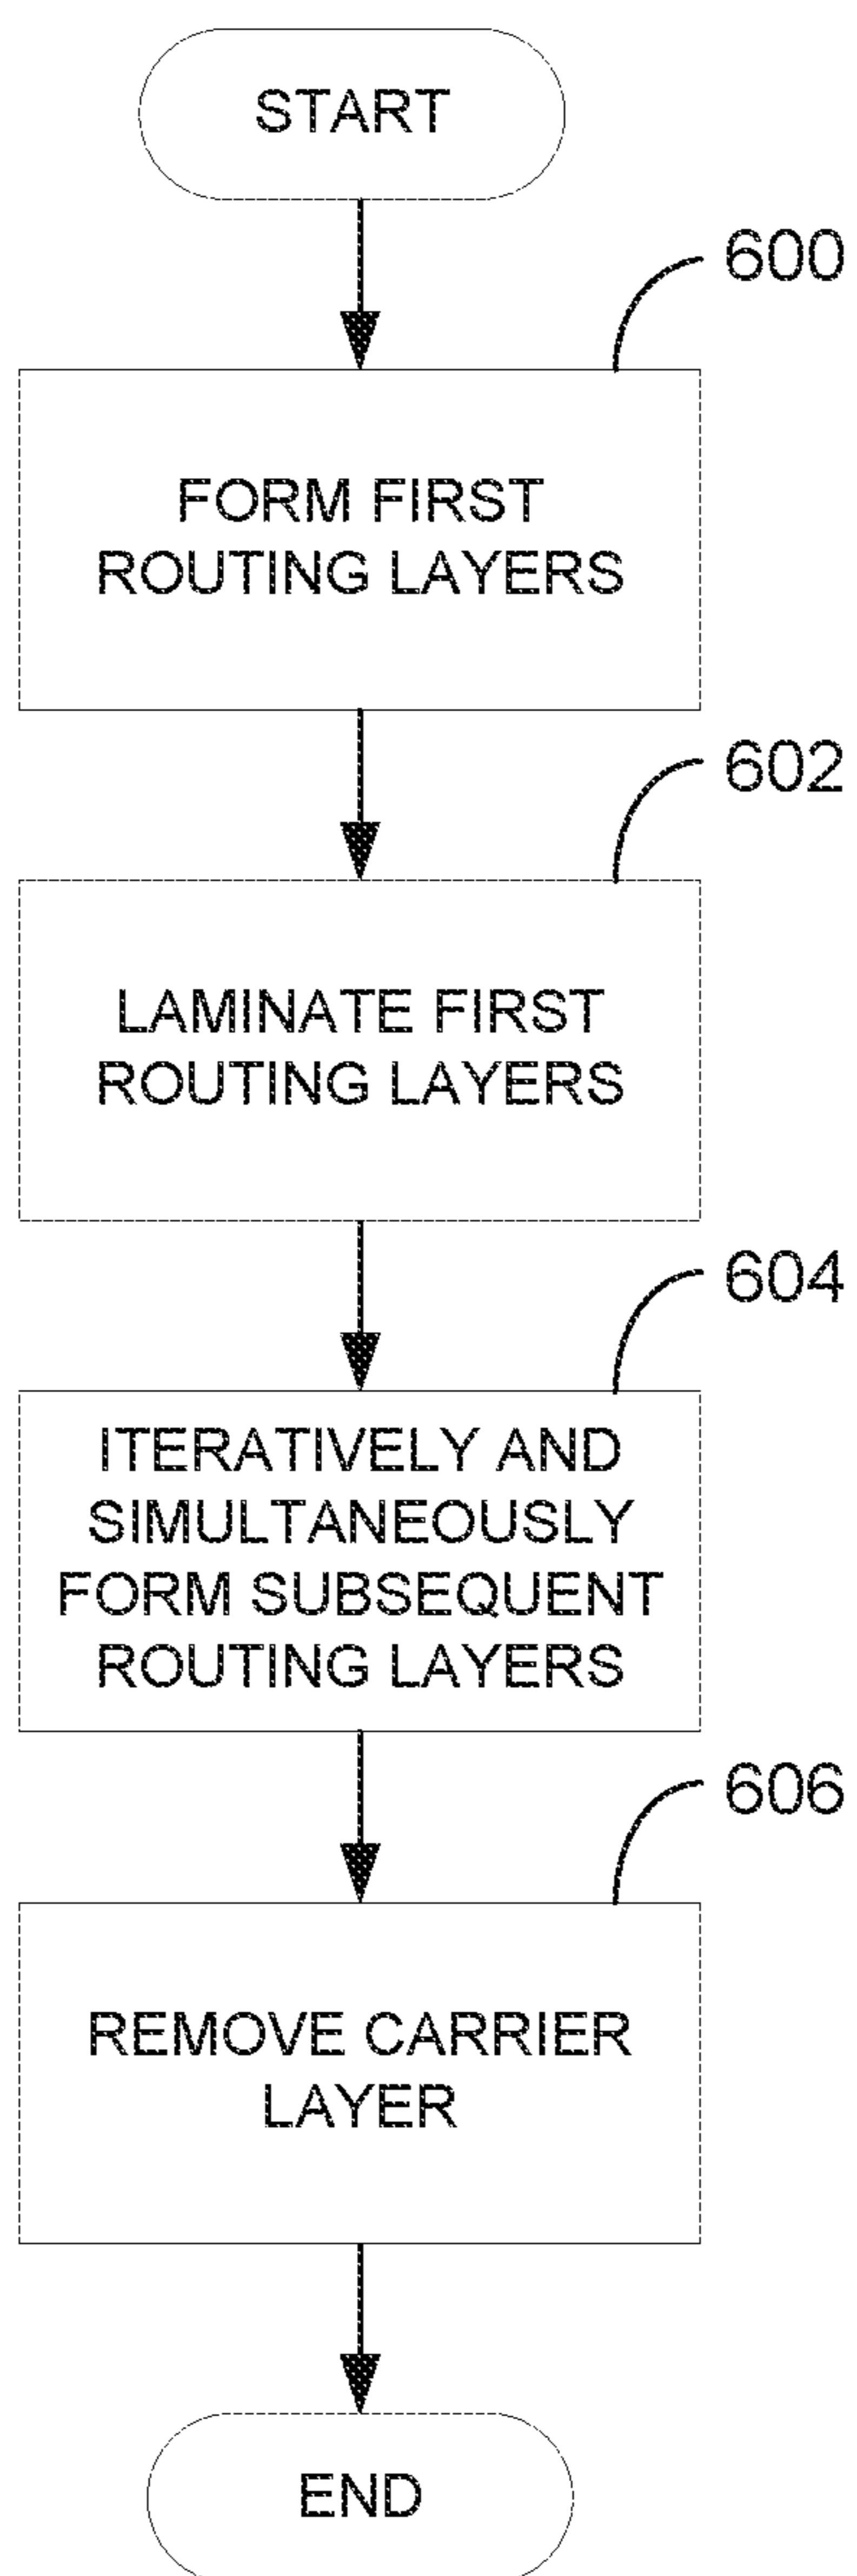 START
600
FORM FIRST
ROUTING LAYERS
602
LAMINATE FIRST
ROUTING LAYERS
604
ITERATIVELY AND
SIMULTANEOUSLY
FORM SUBSEQUENT
ROUTING LAYERS
606
REMOVE CARRIER
LAYER
END